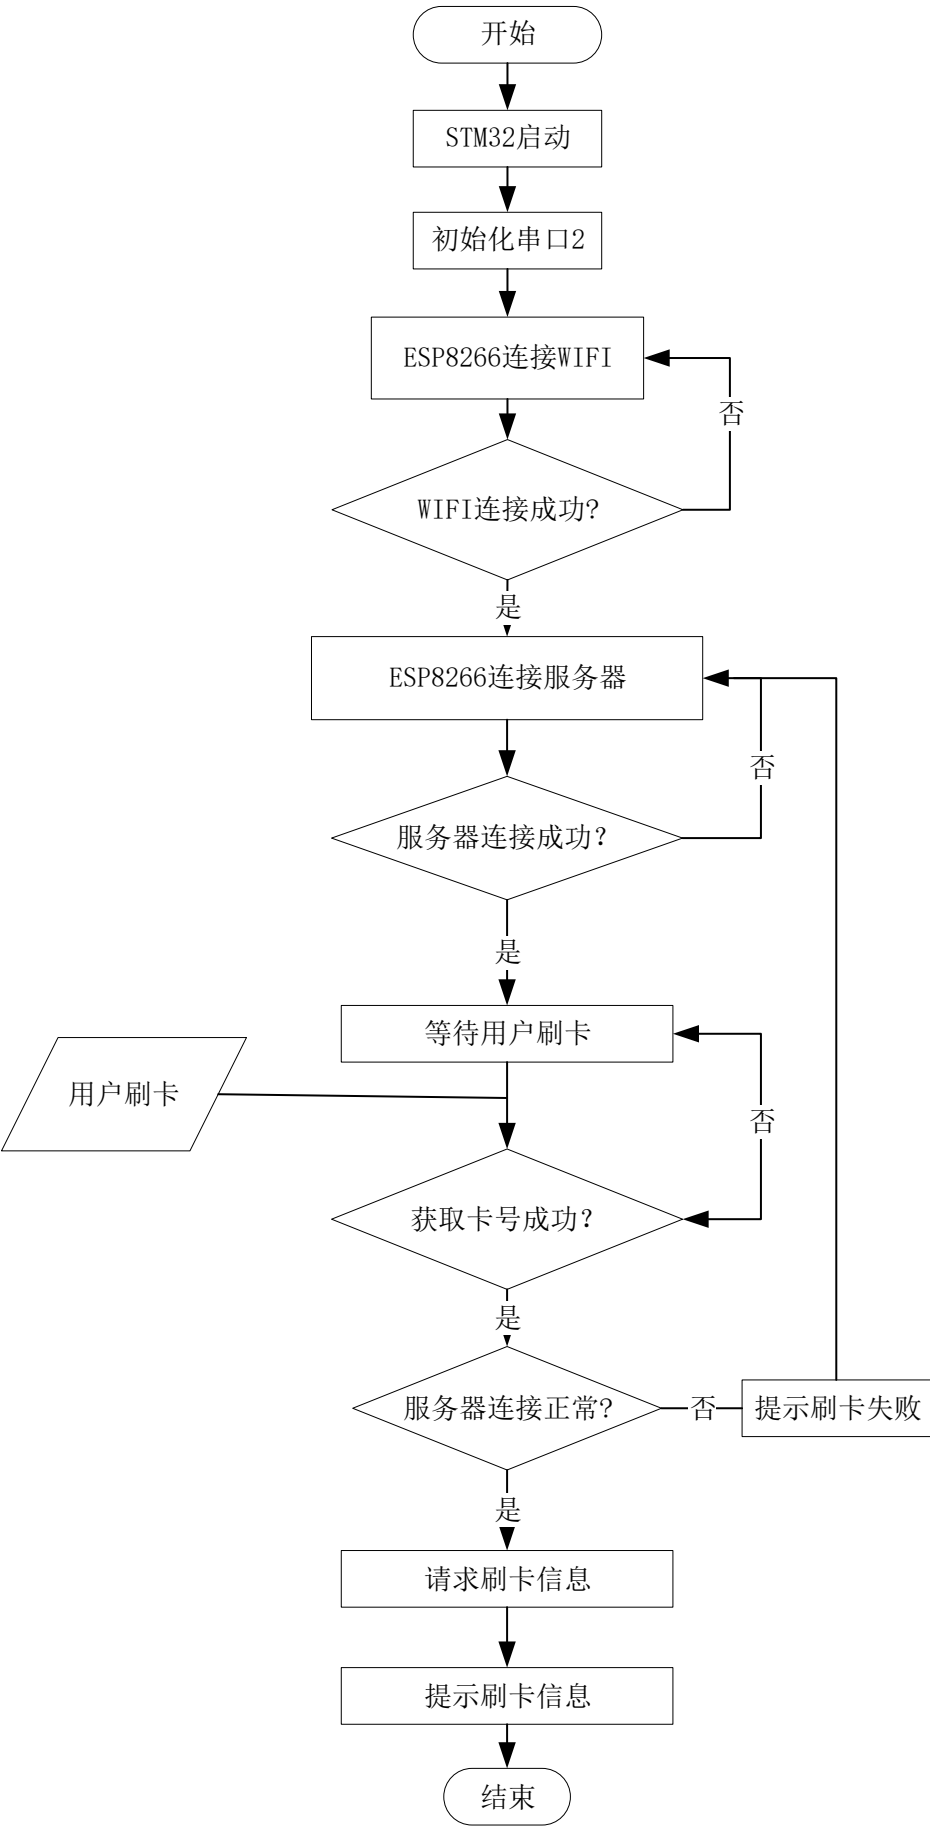 开始
STM32启动
初始化串口2
ESP8266连接WIFI
否
WIFI连接成功?
是
ESP8266连接服务器
否
服务器连接成功?
是
等待用户刷卡
用户刷卡
否
获取卡号成功?
是
服务器连接正常?
否
提示刷卡失败
是
请求刷卡信息
提示刷卡信息
结束